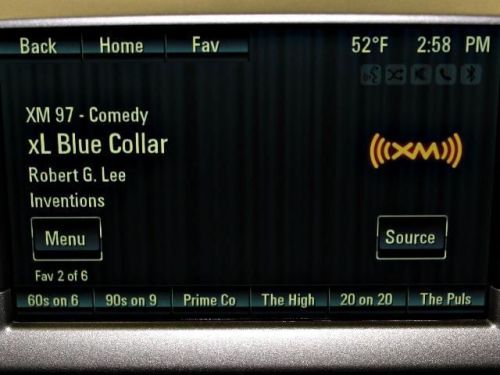 Back Home Fav 52°F 2:58 PM
XM 97 - Comedy
xL Blue Collar
XM
Robert G. Lee
Inventions
Menu Source
Fav 2 of 6
60s on 6 90s on 9 Prime Co The High 20 on 20 The Puls